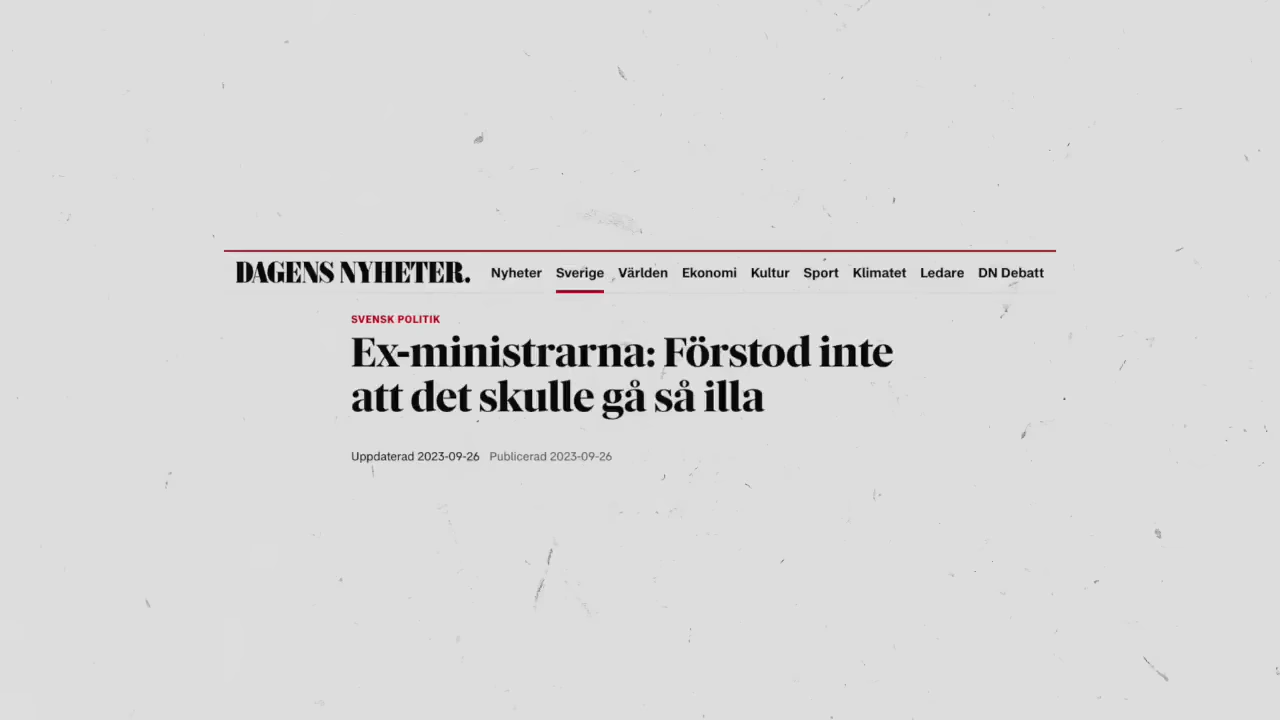 DAGENS NYHETER. Nyheter Sverige Världen Ekonomi Kultur Sport Klimatet Ledare DN Debatt
SVENSK POLITIK
Ex-ministrarna: Förstod inte
att det skulle gå så illa
Uppdaterad 2023-09-26 Publicerad 2023-09-26